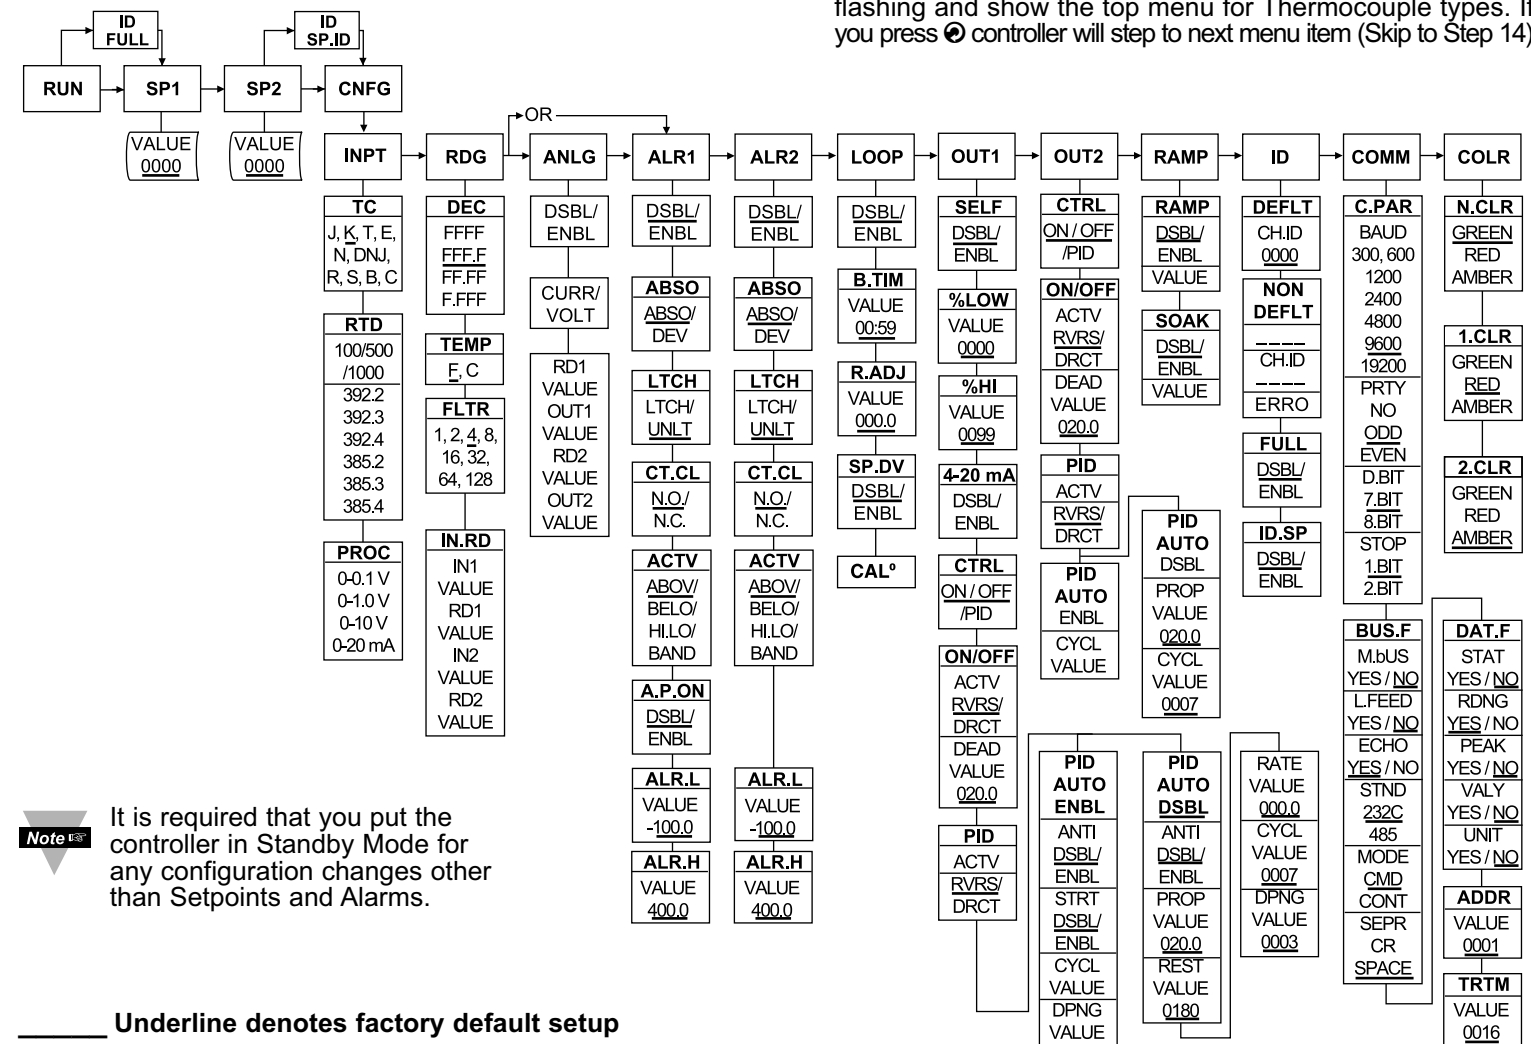 flashing and show the top menu for Thermocouple types. If
you press controller will step to next menu item (Skip to Step 14)
ID
FULL
ID
SP.ID
RUN
SP1
SP2
CNFG
VALUE
0000
VALUE
0000
OR
INPT
RDG
ANLG
ALR1
ALR2
LOOP
OUT1
OUT2
RAMP
ID
COMM
COLR
TC
J, K, T, E,
N, DNJ,
R, S, B, C
RTD
100/500
/1000
392.2
392.3
392.4
385.2
385.3
385.4
PROC
0-0.1 V
0-1.0 V
0-10 V
0-20 mA
DEC
FFFF
FFF.F
FF.FF
F.FFF
TEMP
F, C
FLTR
1, 2, 4, 8,
16, 32,
64, 128
IN.RD
IN1
VALUE
RD1
VALUE
IN2
VALUE
RD2
VALUE
DSBL/
ENBL
CURR/
VOLT
RD1
VALUE
OUT1
VALUE
RD2
VALUE
OUT2
VALUE
DSBL/
ENBL
ABSO
ABSO/
DEV
LTCH
LTCH/
UNLT
CT.CL
N.O./
N.C.
ACTV
ABOV/
BELO/
HI.LO/
BAND
A.P.ON
DSBL/
ENBL
ALR.L
VALUE
-100.0
ALR.H
VALUE
400.0
DSBL/
ENBL
ABSO
ABSO/
DEV
LTCH
LTCH/
UNLT
CT.CL
N.O./
N.C.
ACTV
ABOV/
BELO/
HI.LO/
BAND
ALR.L
VALUE
-100.0
ALR.H
VALUE
400.0
DSBL/
ENBL
B.TIM
VALUE
00:59
R.ADJ
VALUE
000.0
SP.DV
DSBL/
ENBL
CALº
SELF
DSBL/
ENBL
%LOW
VALUE
0000
%HI
VALUE
0099
4-20 mA
DSBL/
ENBL
CTRL
ON / OFF
/PID
ON/OFF
ACTV
RVRS/
DRCT
DEAD
VALUE
020.0
PID
ACTV
RVRS/
DRCT
PID
AUTO
ENBL
ANTI
DSBL/
ENBL
STRT
DSBL/
ENBL
CYCL
VALUE
DPNG
VALUE
PID
AUTO
DSBL
ANTI
DSBL/
ENBL
PROP
VALUE
020.0
REST
VALUE
0180
RATE
VALUE
000.0
CYCL
VALUE
0007
DPNG
VALUE
0003
CTRL
ON / OFF
/PID
ON/OFF
ACTV
RVRS/
DRCT
DEAD
VALUE
020.0
PID
ACTV
RVRS/
DRCT
PID
AUTO
ENBL
CYCL
VALUE
PID
AUTO
DSBL
PROP
VALUE
020.0
CYCL
VALUE
0007
RAMP
DSBL/
ENBL
VALUE
SOAK
DSBL/
ENBL
VALUE
DEFLT
CH.ID
0000
NON
DEFLT
_ _ _ _
CH.ID
_ _ _ _
ERRO
FULL
DSBL/
ENBL
ID.SP
DSBL/
ENBL
C.PAR
BAUD
300, 600
1200
2400
4800
9600
19200
PRTY
NO
ODD
EVEN
D.BIT
7.BIT
8.BIT
STOP
1.BIT
2.BIT
BUS.F
M.bUS
YES / NO
L.FEED
YES / NO
ECHO
YES / NO
STND
232C
485
MODE
CMD
CONT
SEPR
CR
SPACE
DAT.F
STAT
YES / NO
RDNG
YES / NO
PEAK
YES / NO
VALY
YES / NO
UNIT
YES / NO
ADDR
VALUE
0001
TRTM
VALUE
0016
N.CLR
GREEN
RED
AMBER
1.CLR
GREEN
RED
AMBER
2.CLR
GREEN
RED
AMBER
Note
It is required that you put the
controller in Standby Mode for
any configuration changes other
than Setpoints and Alarms.
______ Underline denotes factory default setup